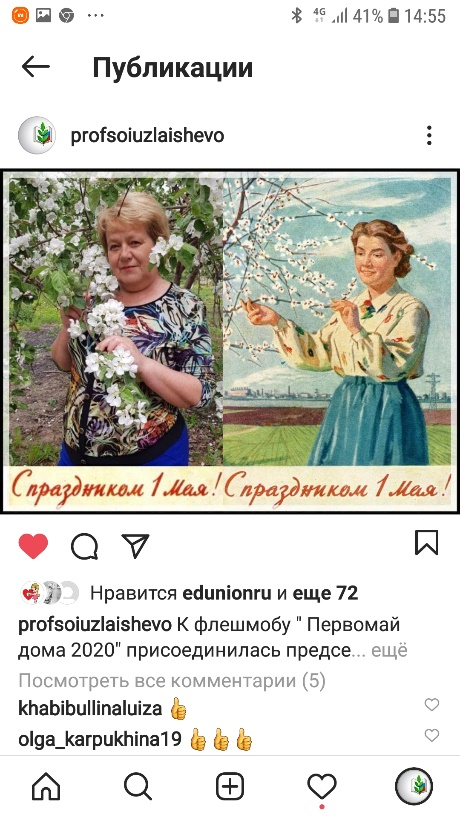 41% 14:55
4G
Публикации
profsoiuzlaishevo
С праздником 1 Мая! С праздником 1 Мая!
Нравится edunionru и еще 72
profsoiuzlaishevo К флешмобу " Первомай
дома 2020" присоединилась предсе... ещё
Посмотреть все комментарии (5)
khabibullinaluiza
olga_karpukhina19